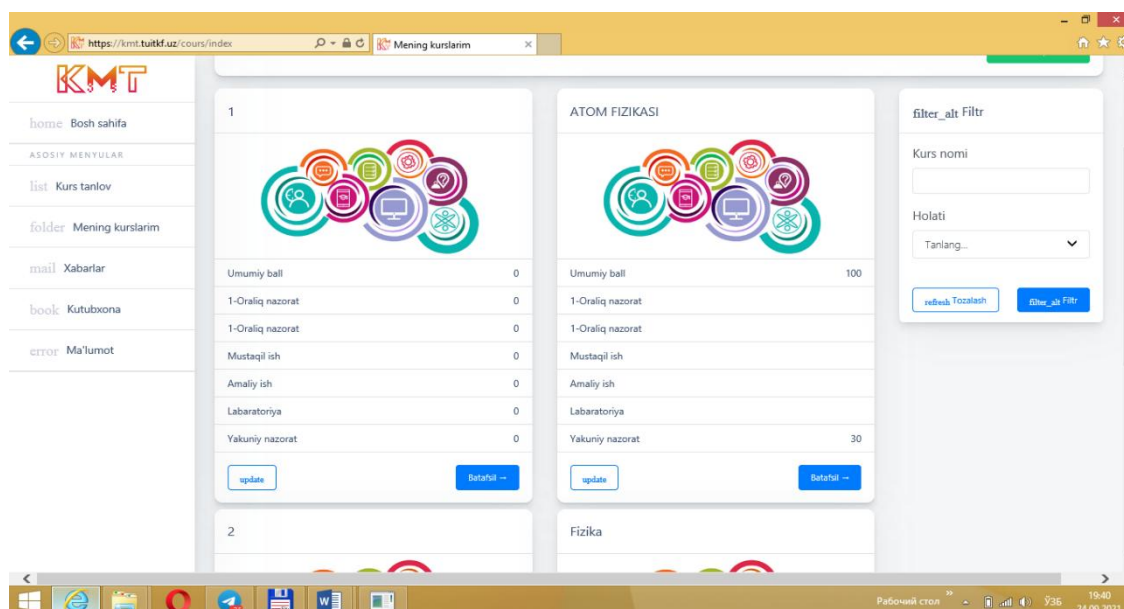 https://kmt.tuitkf.uz/cours/index
Mening kurslarim
KMT
home Bosh sahifa
ASOSIY MENYULAR
list Kurs tanlov
folder Mening kurslarim
mail Xabarlar
book Kutubxona
error Ma'lumot
1
Umumiy ball 0
1-Oraliq nazorat 0
1-Oraliq nazorat 0
Mustaqil ish 0
Amaliy ish 0
Labaratoriya 0
Yakuniy nazorat 0
update Batafsil →
2
ATOM FIZIKASI
Umumiy ball 100
1-Oraliq nazorat
1-Oraliq nazorat
Mustaqil ish
Amaliy ish
Labaratoriya
Yakuniy nazorat 30
update Batafsil →
Fizika
filter_alt Filtr
Kurs nomi
Holati
Tanlang...
refresh Tozalash filter_alt Filtr
Рабочий стол
ЎЗБ
19:40
24.09.2021